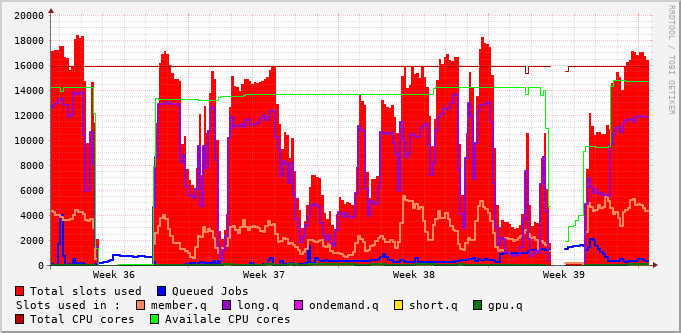 20000
18000
16000
14000
12000
10000
8000
6000
4000
2000
0
Week 36 Week 37 Week 38 Week 39
RRDTOOL / TOBI OETIKER
Total slots used Queued Jobs
Slots used in : member.q long.q ondemand.q short.q gpu.q
Total CPU cores Availale CPU cores